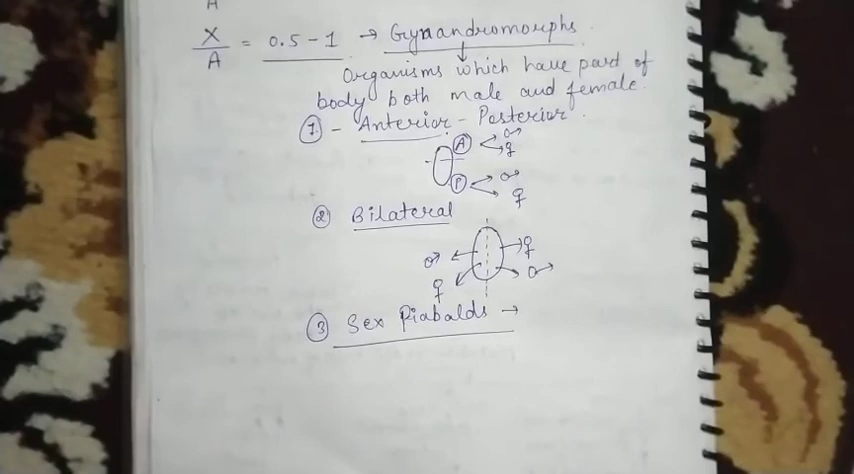 A
X/A = 0.5 - 1 → Gynandromorphs.
Organisms which have part of
body both male and female.
① - Anterior - Posterior.
A ♂ ♀
P ♂ ♀
② Bilateral
♂ ♀
♀ ♂
③ Sex Piabalds →